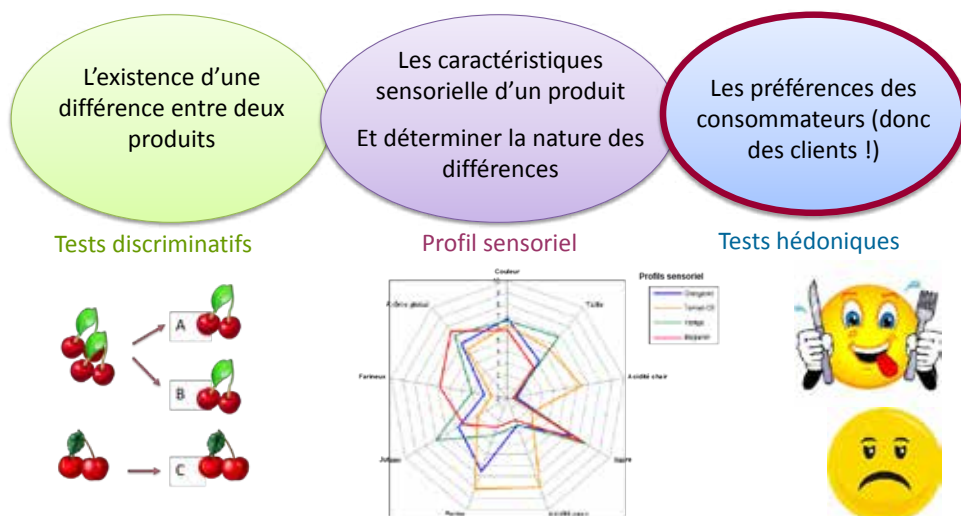 L'existence d'une
différence entre deux
produits
Les caractéristiques
sensorielle d'un produit
Et déterminer la nature des
différences
Les préférences des
consommateurs (donc
des clients !)
Tests discriminatifs
Profil sensoriel
Tests hédoniques
A
B
C
Couleur
Profils sensoriel
Taille
Arôme global
Acidité chair
Farineux
Sucre
Juteux